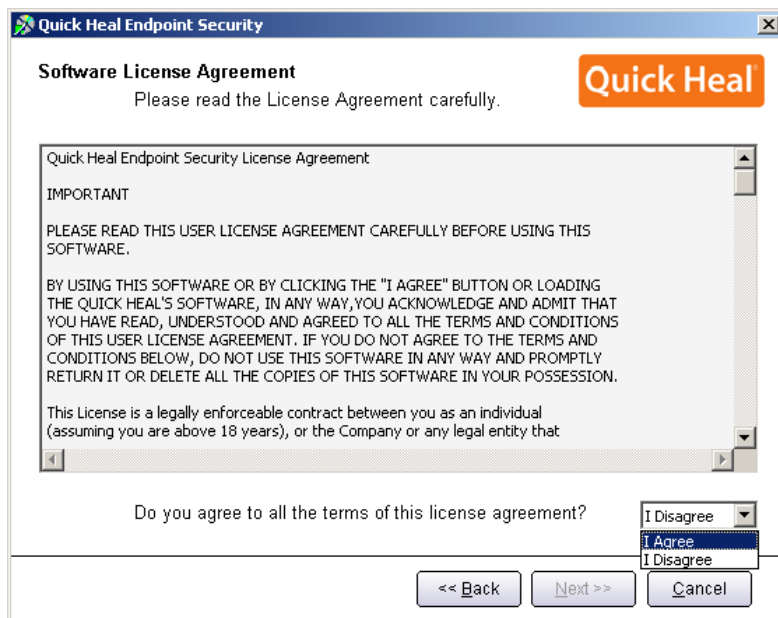 Quick Heal Endpoint Security
Software License Agreement
Please read the License Agreement carefully.
Quick Heal
Quick Heal Endpoint Security License Agreement
IMPORTANT
PLEASE READ THIS USER LICENSE AGREEMENT CAREFULLY BEFORE USING THIS
SOFTWARE.
BY USING THIS SOFTWARE OR BY CLICKING THE "I AGREE" BUTTON OR LOADING
THE QUICK HEAL'S SOFTWARE, IN ANY WAY,YOU ACKNOWLEDGE AND ADMIT THAT
YOU HAVE READ, UNDERSTOOD AND AGREED TO ALL THE TERMS AND CONDITIONS
OF THIS USER LICENSE AGREEMENT. IF YOU DO NOT AGREE TO THE TERMS AND
CONDITIONS BELOW, DO NOT USE THIS SOFTWARE IN ANY WAY AND PROMPTLY
RETURN IT OR DELETE ALL THE COPIES OF THIS SOFTWARE IN YOUR POSSESSION.
This License is a legally enforceable contract between you as an individual
(assuming you are above 18 years), or the Company or any legal entity that
Do you agree to all the terms of this license agreement?
I Disagree
I Agree
I Disagree
<< Back
Next >>
Cancel